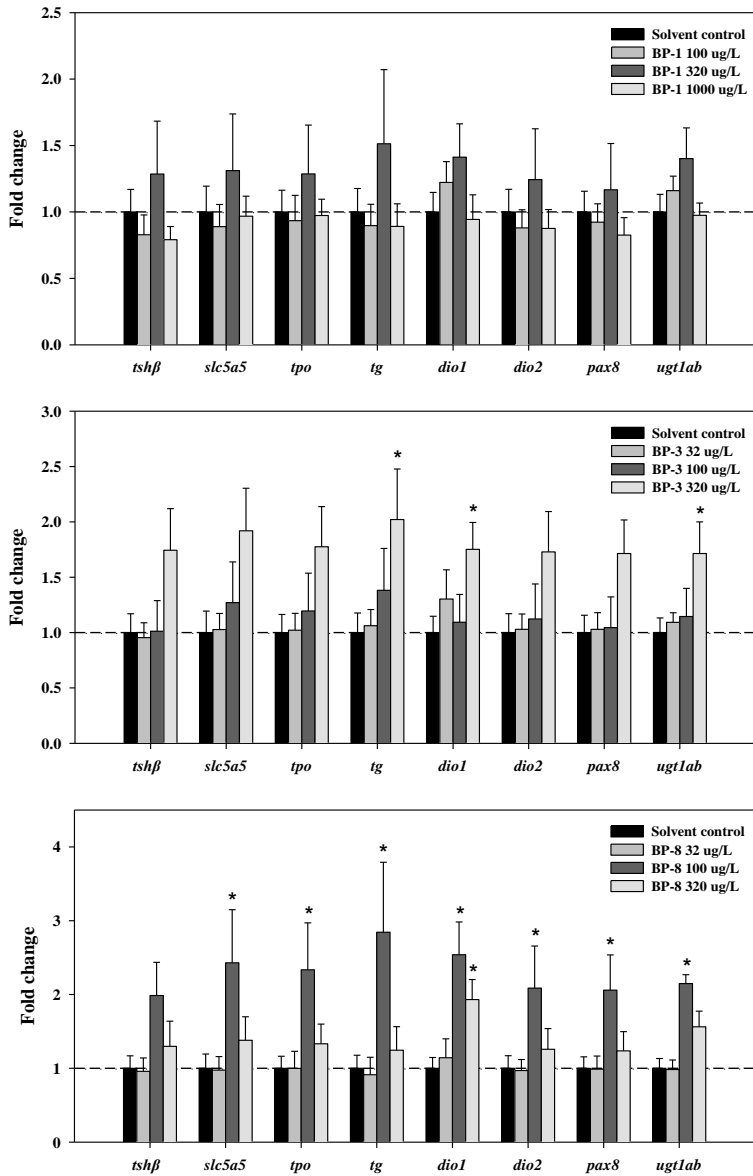 2.5
2.0
1.5
1.0
0.5
0.0
Fold change
Solvent control
BP-1 100 ug/L
BP-1 320 ug/L
BP-1 1000 ug/L
tshβ slc5a5 tpo tg dio1 dio2 pax8 ugt1ab
3.0
2.5
2.0
1.5
1.0
0.5
0.0
Fold change
Solvent control
BP-3 32 ug/L
BP-3 100 ug/L
BP-3 320 ug/L
* * *
tshβ slc5a5 tpo tg dio1 dio2 pax8 ugt1ab
4
3
2
1
0
Fold change
Solvent control
BP-8 32 ug/L
BP-8 100 ug/L
BP-8 320 ug/L
* * * * * * * *
tshβ slc5a5 tpo tg dio1 dio2 pax8 ugt1ab